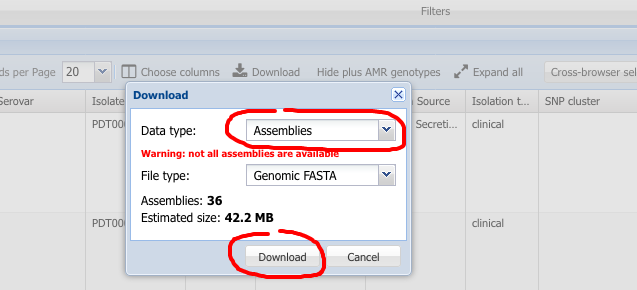 Filters
ds per Page 20 Choose columns Download Hide plus AMR genotypes Expand all Cross-browser sel
Serovar Isolate Source Isolation t... SNP cluster
Download
Data type: Assemblies
PDT000 Secreti... clinical
Warning: not all assemblies are available
File type: Genomic FASTA
Assemblies: 36
Estimated size: 42.2 MB
PDT000 clinical
Download Cancel